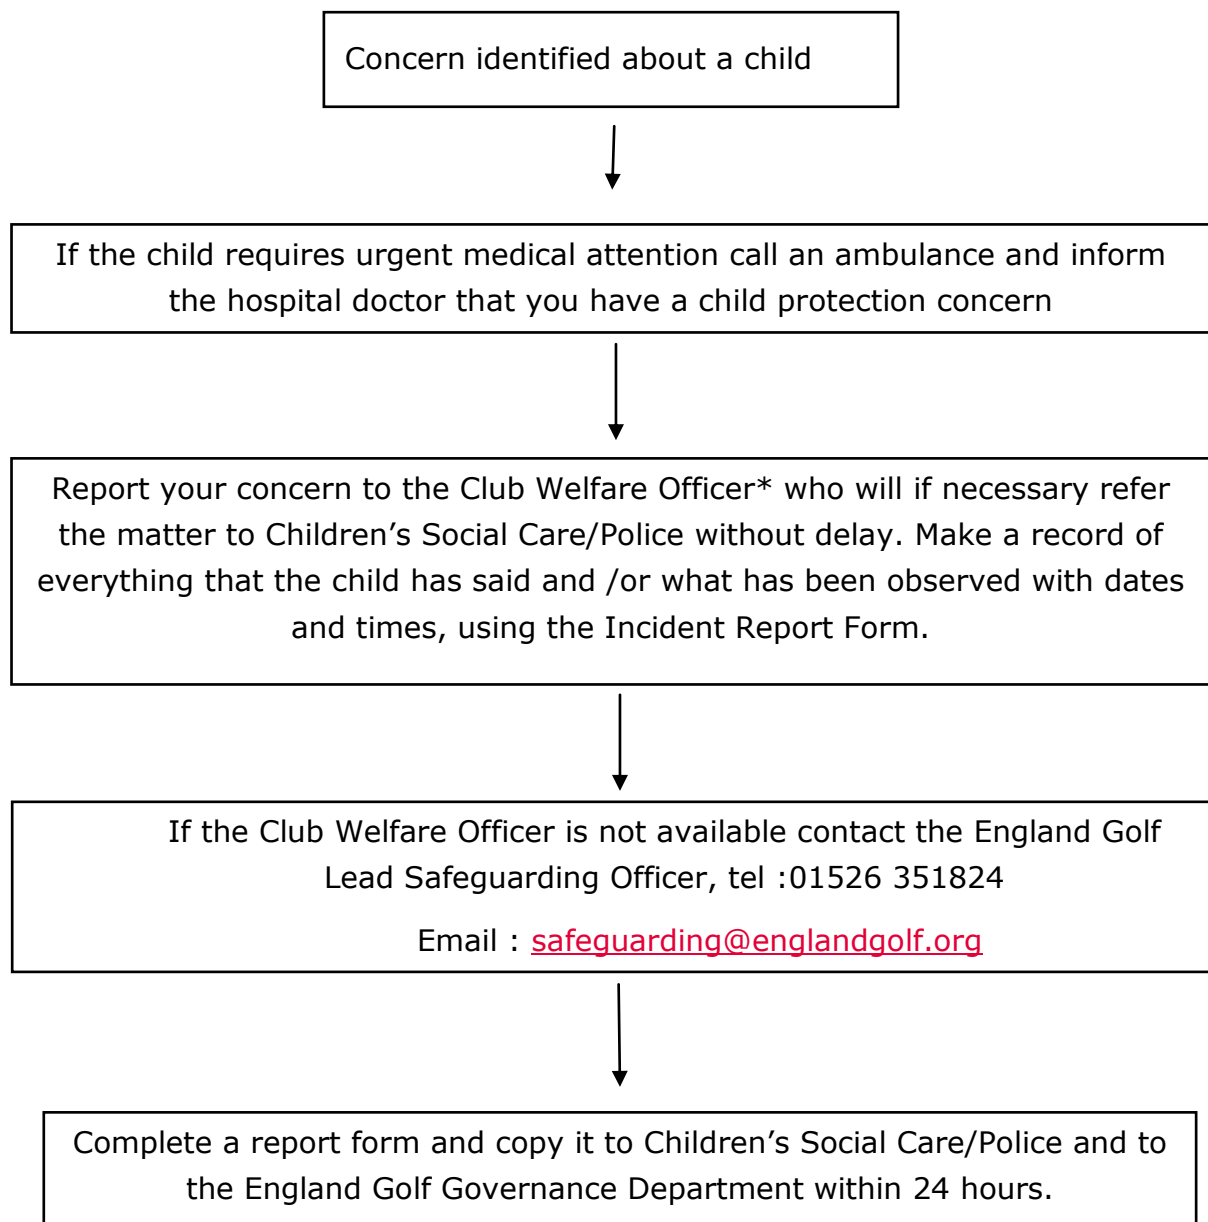 Concern identified about a child
If the child requires urgent medical attention call an ambulance and inform
the hospital doctor that you have a child protection concern
Report your concern to the Club Welfare Officer* who will if necessary refer
the matter to Children’s Social Care/Police without delay. Make a record of
everything that the child has said and /or what has been observed with dates
and times, using the Incident Report Form.
If the Club Welfare Officer is not available contact the England Golf
Lead Safeguarding Officer, tel :01526 351824
Email : safeguarding@englandgolf.org
Complete a report form and copy it to Children’s Social Care/Police and to
the England Golf Governance Department within 24 hours.